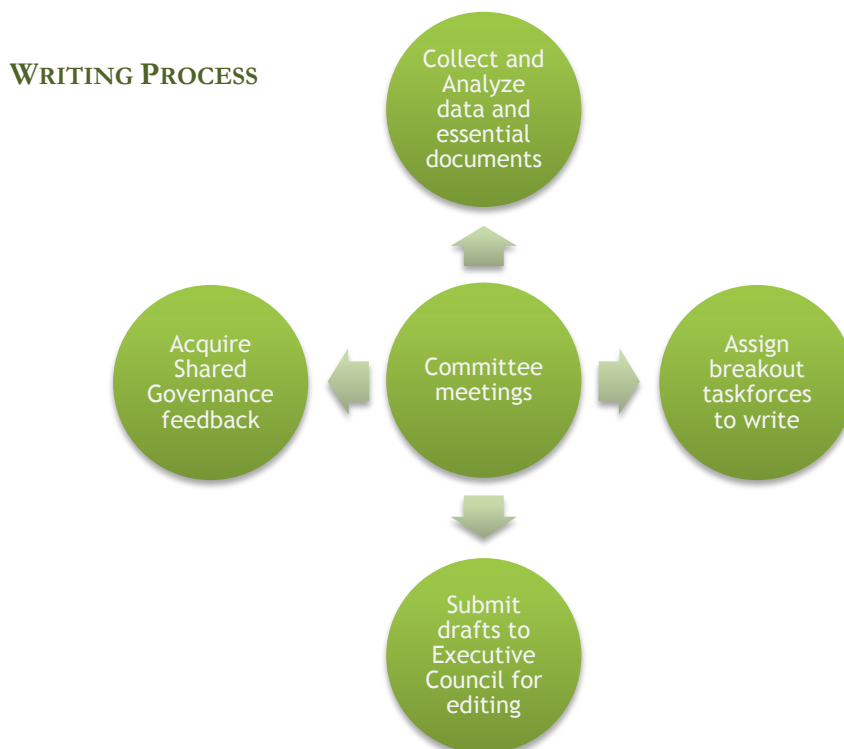 WRITING PROCESS
Collect and
Analyze
data and
essential
documents
Acquire
Shared
Governance
feedback
Committee
meetings
Assign
breakout
taskforces
to write
Submit
drafts to
Executive
Council for
editing